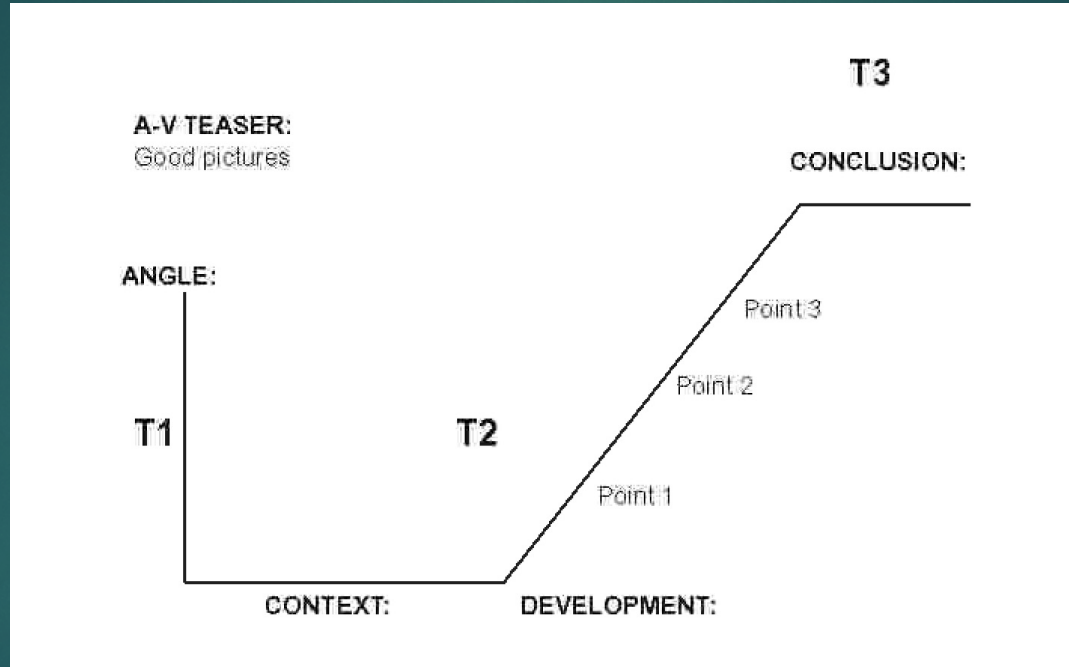 T3
A-V TEASER:
Good pictures
CONCLUSION:
ANGLE:
Point 3
Point 2
T1
T2
Point 1
CONTEXT:
DEVELOPMENT: